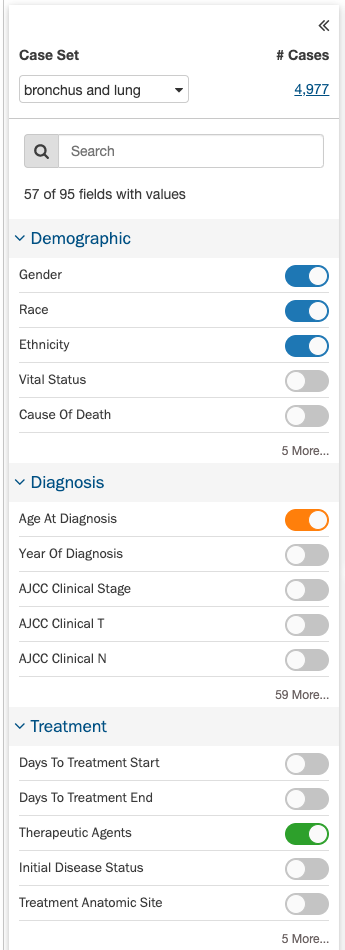 Case Set # Cases
bronchus and lung 4,977
Search
57 of 95 fields with values
Demographic
Gender
Race
Ethnicity
Vital Status
Cause Of Death
5 More...
Diagnosis
Age At Diagnosis
Year Of Diagnosis
AJCC Clinical Stage
AJCC Clinical T
AJCC Clinical N
59 More...
Treatment
Days To Treatment Start
Days To Treatment End
Therapeutic Agents
Initial Disease Status
Treatment Anatomic Site
5 More...